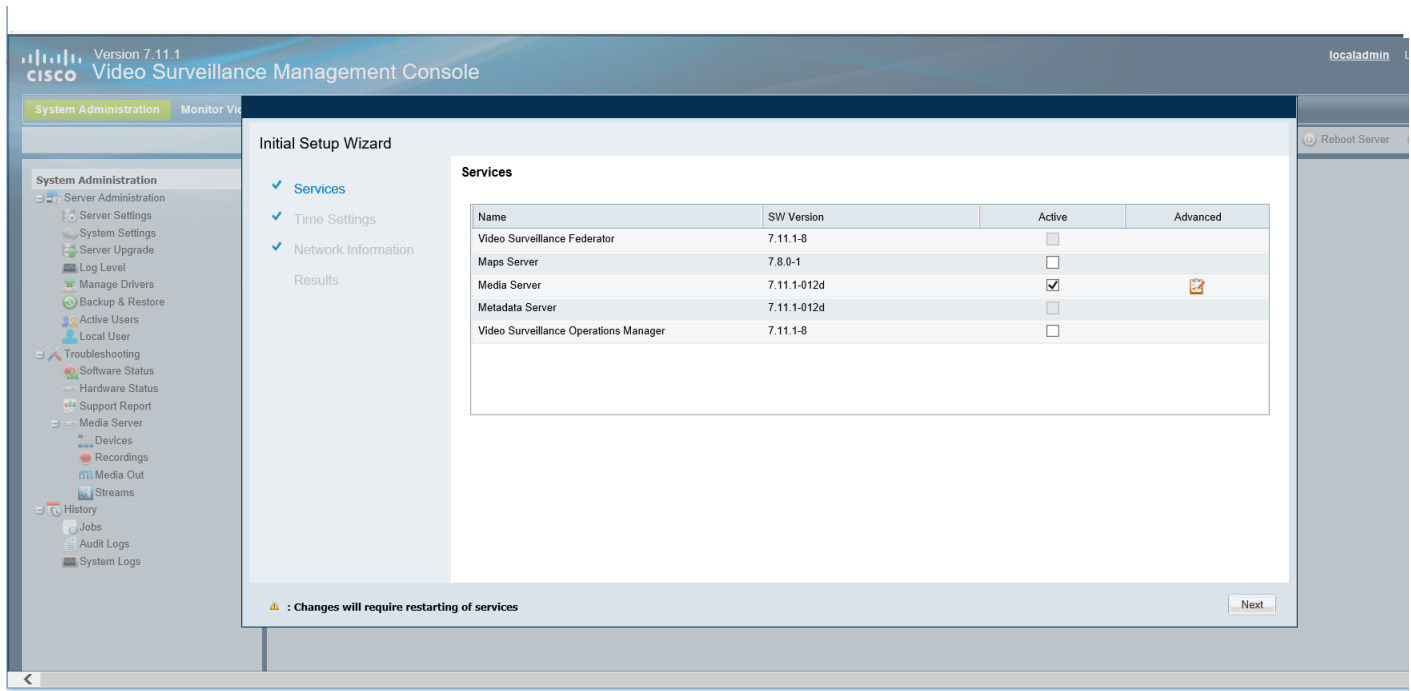 Version 7.11.1
CISCO Video Surveillance Management Console
localadmin
System Administration Monitor Vid
Reboot Server
System Administration
Server Administration
Server Settings
System Settings
Server Upgrade
Log Level
Manage Drivers
Backup & Restore
Active Users
Local User
Troubleshooting
Software Status
Hardware Status
Support Report
Media Server
Devices
Recordings
Media Out
Streams
History
Jobs
Audit Logs
System Logs
Initial Setup Wizard
Services
Time Settings
Network Information
Results
Services
Name SW Version Active Advanced
Video Surveillance Federator 7.11.1-8
Maps Server 7.8.0-1
Media Server 7.11.1-012d
Metadata Server 7.11.1-012d
Video Surveillance Operations Manager 7.11.1-8
: Changes will require restarting of services
Next